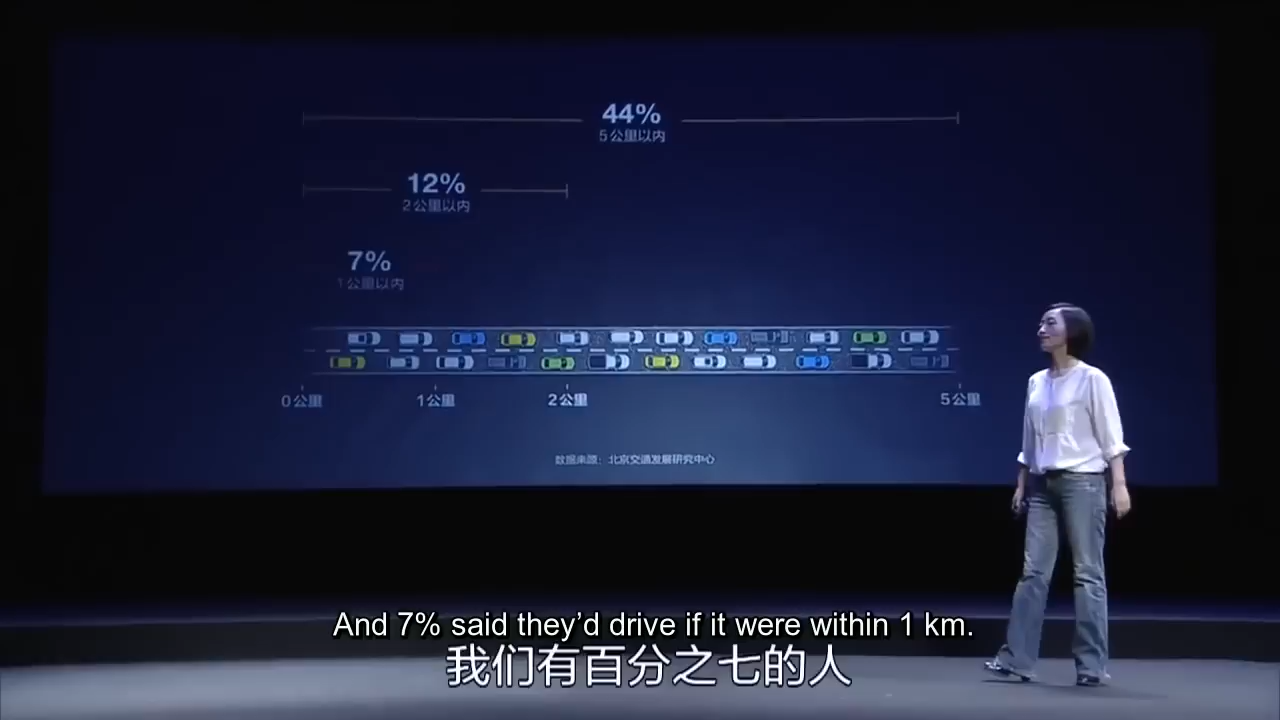 44%
5公里以内
12%
2公里以内
7%
1公里以内
0公里 1公里 2公里 5公里
数据来源：北京交通发展研究中心
And 7% said they'd drive if it were within 1 km.
我们有百分之七的人